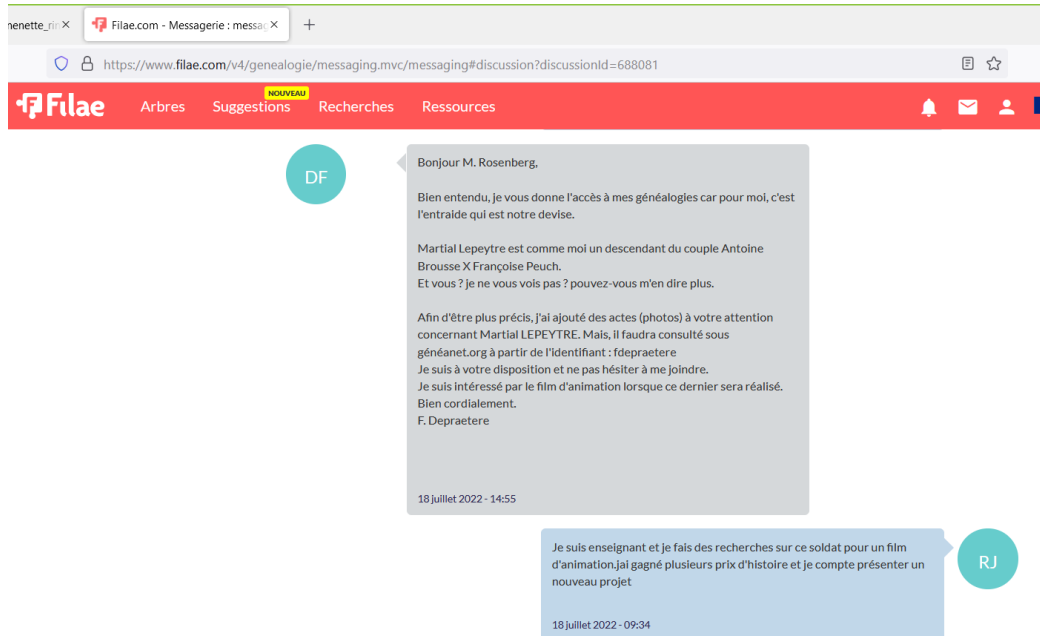 Filae.com - Messagerie : messag
https://www.filae.com/v4/genealogie/messaging.mvc/messaging#discussion?discussionId=688081
Filae
Arbres
Suggestions
NOUVEAU
Recherches
Ressources
DF
Bonjour M. Rosenberg,
Bien entendu, je vous donne l'accès à mes généalogies car pour moi, c'est
l'entraide qui est notre devise.
Martial Lepeytre est comme moi un descendant du couple Antoine
Brousse X Françoise Peuch.
Et vous ? je ne vous vois pas ? pouvez-vous m'en dire plus.
Afin d'être plus précis, j'ai ajouté des actes (photos) à votre attention
concernant Martial LEPEYTRE. Mais, il faudra consulté sous
généanet.org à partir de l'identifiant : fdepraetere
Je suis à votre disposition et ne pas hésiter à me joindre.
Je suis intéressé par le film d'animation lorsque ce dernier sera réalisé.
Bien cordialement.
F. Depraetere
18 juillet 2022 - 14:55
Je suis enseignant et je fais des recherches sur ce soldat pour un film
d'animation.jai gagné plusieurs prix d'histoire et je compte présenter un
nouveau projet
18 juillet 2022 - 09:34
RJ